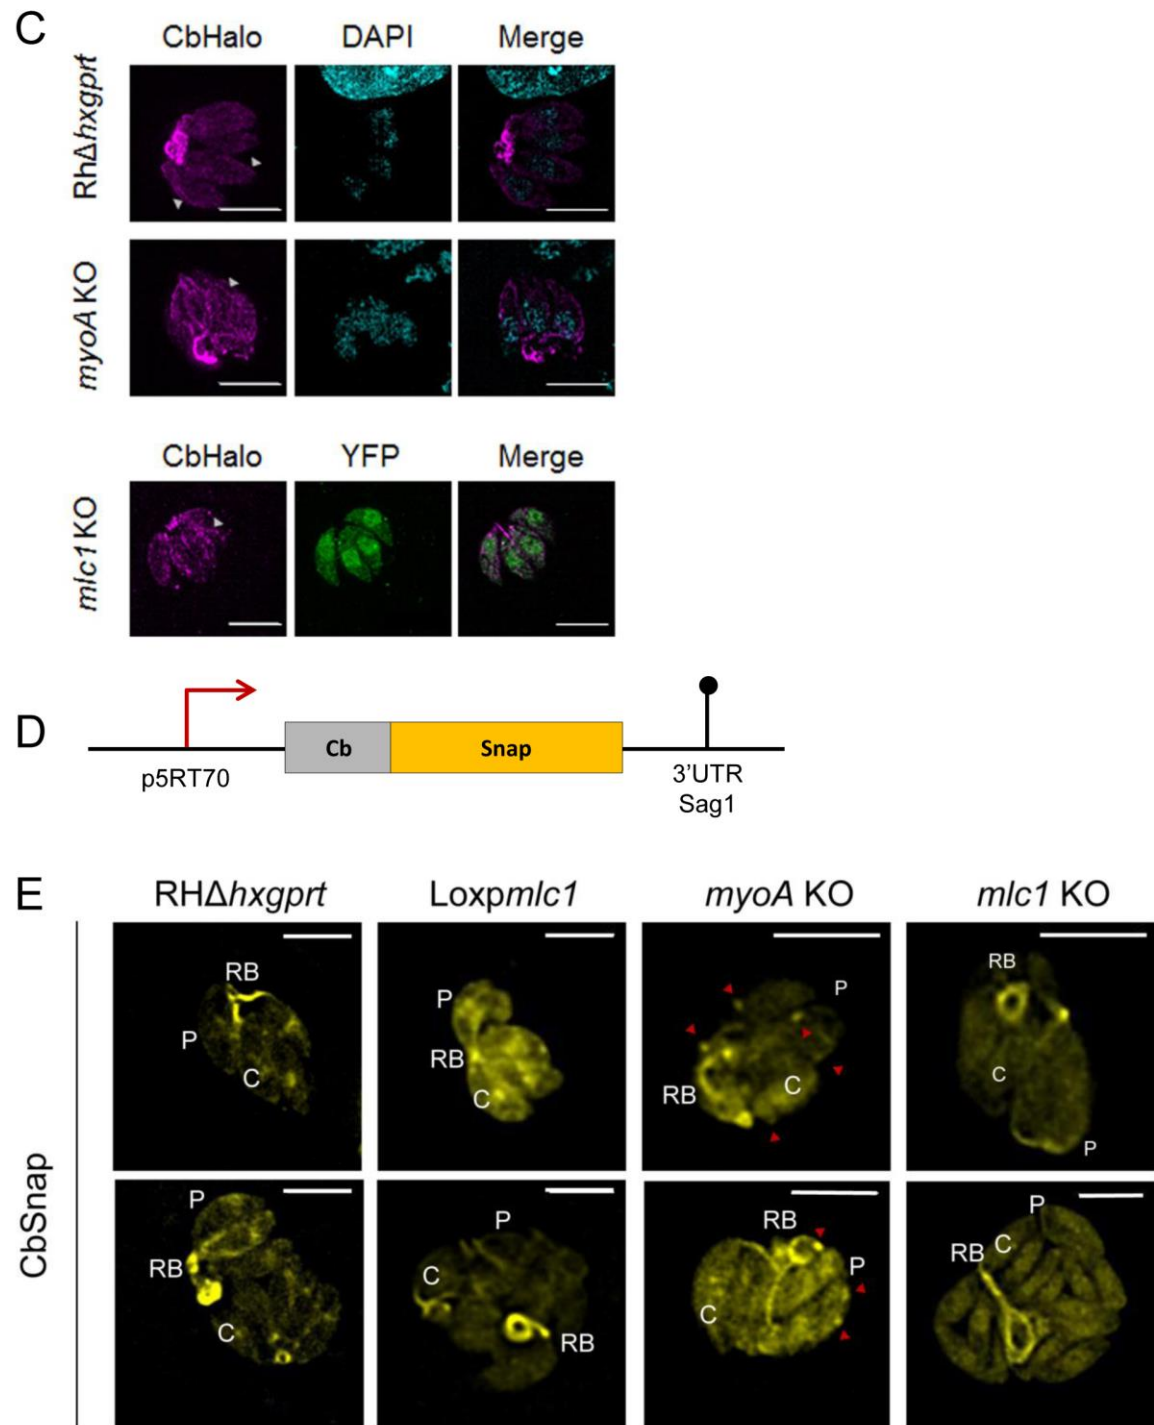 C
CbHalo DAPI Merge
RhΔhxgprt
myoA KO
CbHalo YFP Merge
mlc1 KO
D
p5RT70
Cb Snap
3'UTR
Sag1
E
RHΔhxgprt Loxpmlc1 myoA KO mlc1 KO
CbSnap
RB
P
C
P
RB
C
P
RB
C
RB
C
P
P
RB
C
P
C
RB
RB
P
C
P
C
RB